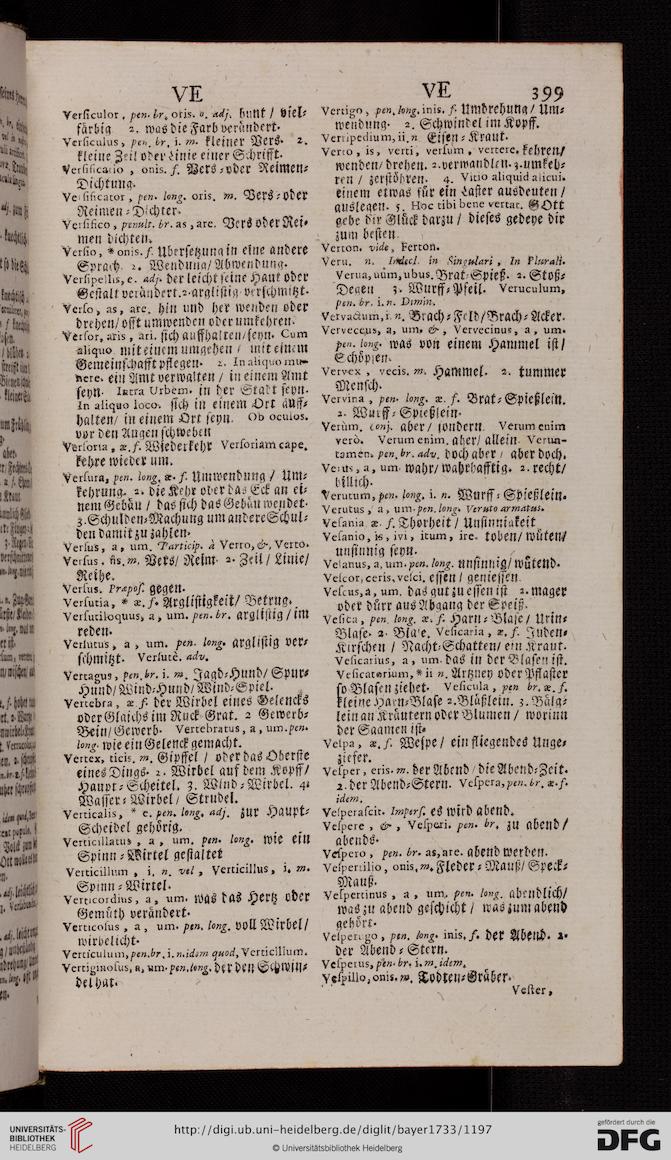 VE
VE 399
Versiculor, pen. br. oris. o. adj. bunt / viel-
färbig 2. was die Farb verändert.
Versiculus, pen. br. i. m. kleiner Vers. 2.
kleine Zeil oder Linie einer Schrifft.
Versificatio, onis. f. Vers-oder Reimen-
Dichtung.
Versificator, pen. long. oris. m. Vers-oder
Reimen-Dichter.
Versifico, penult. br. as, are. Vers oder Rei-
men dichten.
Versio, * onis. f. Ubersetzung in eine andere
Sprach. 2. Wendung/ Abwendung.
Versipellis, e. adj. der leicht seine Haut oder
Gestalt verändert. 2. arglistig verschmitzt.
Verso, as, are. hin und her wenden oder
drehen/ offt umwenden oder umkehren.
Versor, aris, ari. sich auffhalten/seyn. Cum
aliquo mit einem umgehen / mit einem
Gemeinschafft pflegen. 2. In aliquo mu-
nere. ein Amt verwalten / in einem Amt
seyn. Intra Urbem. in der Stadt seyn.
In aliquo loco. sich in einem Ort auff-
halten/ in einem Ort seyn. Ob oculos.
vor den Augen schweben
Versoria, æ. f. Wiederkehr Versoriam cape.
kehre wieder um.
Versura, pen. long. æ. f. Umwendung / Um-
kehrung. 2. die Kehr oder das Eck an ei-
nem Gebäu / das sich das Gebäu wendet.
3. Schulden-Machung um andere Schul-
den damit zu zahlen.
Versus, a, um. Particip. à Verro, &, Verto.
Versus, ûs. m. Vers/ Reim. 2. Zeil / Linie/
Reihe.
Versus. Præpos. gegen.
Versutia, * æ. f. Arglistigkeit/ Betrug.
Versutiloquus, a, um. pen. br. arglistig / im
reden.
Versutus, a, um. pen. long. arglistig ver-
schmitzt. Versutè. adv.
Vertagus, pen. br. i. m. Jagd-Hund/ Spür-
Hund/ Wind-Hund/ Wind-Spiel.
Vertebra, æ. f. der Wirbel eines Gelencks
oder Glaichs im Ruck-Grat. 2 Gewerb-
Bein/ Gewerb. Vertebratus, a, um. pen.
long. wie ein Gelenck gemacht.
Vertex, ticis. m. Gipffel / oder das Oberste
eines Dings. 2. Wirbel auf dem Kopff/
Haupt-Scheitel. 3. Wind-Wirbel. 4.
Wasser-Wirbel/ Strudel.
Verticalis, * e. pen. long. adj. zur Haupt-
Scheidel gehörig.
Verticillatus, a, um. pen. long. wie ein
Spinn-Wirtel gestaltet
Verticillum, i. n. vel, Verticillus, i. m.
Spinn-Wirtel.
Verticordius, a, um. was das Hertz oder
Gemüth verändert.
Verticosus, a, um. pen. long. voll Wirbel/
wirbelicht.
Verticulum, pen. br. i. n. idem quod, Verticillum.
Vertiginosus, a, um. pen. long. der den Schwin-
del hat.
Vertigo, pen. long. inis. f. Umdrehung/ Um-
wendung. 2. Schwindel im Kopff.
Vertipedium, ii. n Eisen-Kraut.
Verto, is, verti, versum, vertere. kehren/
wenden/ drehen. 2. verwandlen. 3. umkeh-
ren / zerstöhren. 4. Vitio aliquid alicui.
einem etwas für ein Laster ausdeuten /
auslegen. 5. Hoc tibi bene vertat. GOtt
gebe dir Glück darzu / dieses gedeye dir
zum besten.
Verton. vide, Ferton.
Veru. n. Indecl. in Singulari, In Plurali.
Verua, uûm, ubus. Brat-Spieß. 2. Stoß-
Degen 3. Wurff-Pfeil. Veruculum,
pen. br. i. n. Dimin.
Vervactum, i. n. Brach-Feld/Brach-Acker.
Vervecëus, a, um. &, Vervecinus, a, um.
pen. long. was von einem Hammel ist/
Schöpsen.
Vervex, vecis. m. Hammel. 2. tummer
Mensch.
Vervina, pen. long. æ. f. Brat-Spießlein.
2. Wurff-Spießlein.
Verùm. conj. aber / sondern. Verum enim
verò. Verum enim. aber/ allein. Verun-
tamen. pen. br. adv. doch aber / aber doch.
Verus, a, um. wahr/ wahrhafftig. 2. recht/
billich.
Verutum, pen. long. i. n. Wurff-Spießlein.
Verutus, a, um. pen. long. Veruto armatus.
Vesania. æ. f. Thorheit / Unsinnigkeit
Vesanio, is, ivi, itum, ire. toben/ wüten/
unsinnig seyn.
Vesanus, a, um. pen. long. unsinnig/ wütend.
Vescor, ceris, vesci. essen / geniessen.
Vescus, a, um. das gut zu essen ist 2. mager
oder dürr aus Abgang der Speiß.
Vesica, pen. long. æ. f. Harn-Blase / Urin-
Blase. 2. Blase. Vesicaria, æ. f. Juden-
Kirschen / Nacht-Schatten/ ein Kraut.
Vesicarius, a, um. das in der Blasen ist.
Vesicatorium, * ii n. Artzney oder Pflaster
so Blasen ziehet. Vesicula, pen. br. æ. f.
kleine Harn-Blase 2. Bläßlein. 3. Bälg-
lein an Kräutern oder Blumen / worinn
der Saamen ist.
Vespa, æ. f. Wespe / ein fliegendes Unge-
ziefer.
Vesper, eris. m. der Abend / die Abend-Zeit.
2. der Abend-Stern. Vespera, pen. br. æ. f.
idem.
Vesperascit. Impers. es wird abend.
Vespere, &, Vesperi. pen. br. zu abend /
abends.
Vespero, pen. br. as, are. abend werden.
Vespertilio, onis, m. Fleder-Mauß/ Speck-
Mauß.
Vespertinus, a, um. pen. long. abendlich/
was zu abend geschicht / was zum abend
gehört.
Vesperugo, pen. long. inis. f. der Abend. 2.
der Abend-Stern.
Vesperus, pen. br. i. m. idem.
Vespillo, onis. m. Todten-Gräber.
Vester,
UNIVERSITÄTS-
BIBLIOTHEK
HEIDELBERG
http://digi.ub.uni-heidelberg.de/diglit/bayer1733/1197
© Universitätsbibliothek Heidelberg
gefördert durch die
DFG